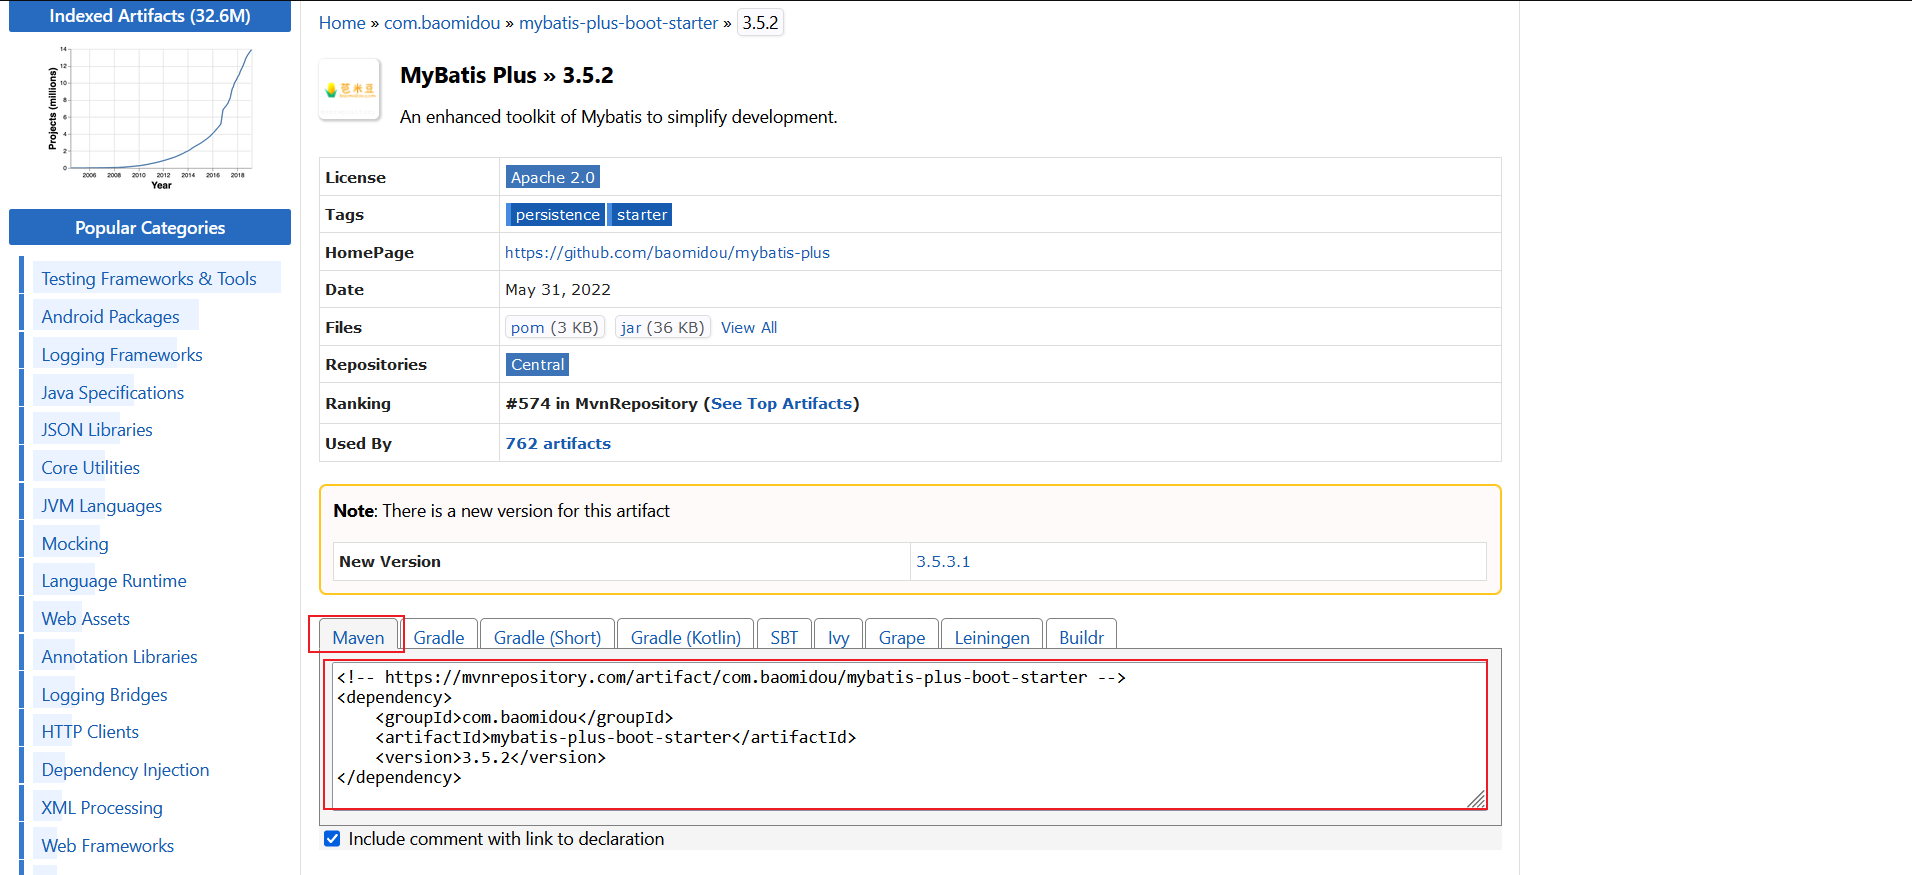 Indexed Artifacts (32.6M)
Projects (millions)
14
12
10
8
6
4
2
0
2006 2008 2010 2012 2014 2016 2018
Year
Popular Categories
Testing Frameworks & Tools
Android Packages
Logging Frameworks
Java Specifications
JSON Libraries
Core Utilities
JVM Languages
Mocking
Language Runtime
Web Assets
Annotation Libraries
Logging Bridges
HTTP Clients
Dependency Injection
XML Processing
Web Frameworks
Home » com.baomidou » mybatis-plus-boot-starter » 3.5.2
苞米豆
MyBatis Plus » 3.5.2
An enhanced toolkit of Mybatis to simplify development.
License Apache 2.0
Tags persistence starter
HomePage https://github.com/baomidou/mybatis-plus
Date May 31, 2022
Files pom (3 KB) jar (36 KB) View All
Repositories Central
Ranking #574 in MvnRepository (See Top Artifacts)
Used By 762 artifacts
Note: There is a new version for this artifact
New Version 3.5.3.1
Maven Gradle Gradle (Short) Gradle (Kotlin) SBT Ivy Grape Leiningen Buildr
<!-- https://mvnrepository.com/artifact/com.baomidou/mybatis-plus-boot-starter -->
<dependency>
    <groupId>com.baomidou</groupId>
    <artifactId>mybatis-plus-boot-starter</artifactId>
    <version>3.5.2</version>
</dependency>
Include comment with link to declaration